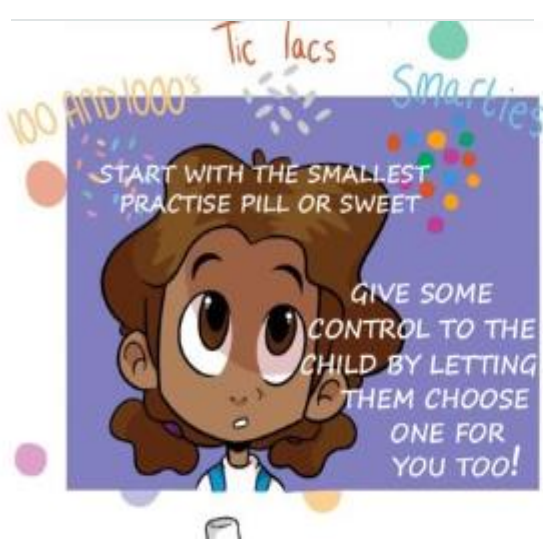 Tic Tacs
100 AND 1000's
Smarties
START WITH THE SMALLEST
PRACTISE PILL OR SWEET
GIVE SOME
CONTROL TO THE
CHILD BY LETTING
THEM CHOOSE
ONE FOR
YOU TOO!